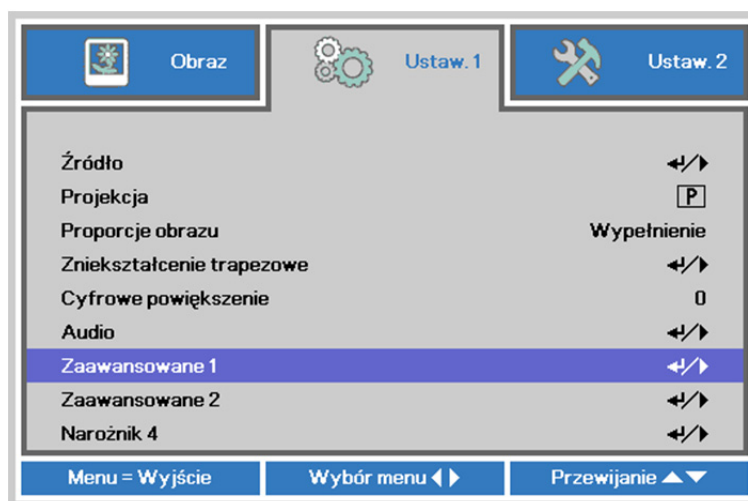 Obraz
Ustaw. 1
Ustaw. 2
Źródło
Projekcja P
Proporcje obrazu Wypełnienie
Zniekształcenie trapezowe
Cyfrowe powiększenie 0
Audio
Zaawansowane 1
Zaawansowane 2
Narożnik 4
Menu = Wyjście
Wybór menu
Przewijanie